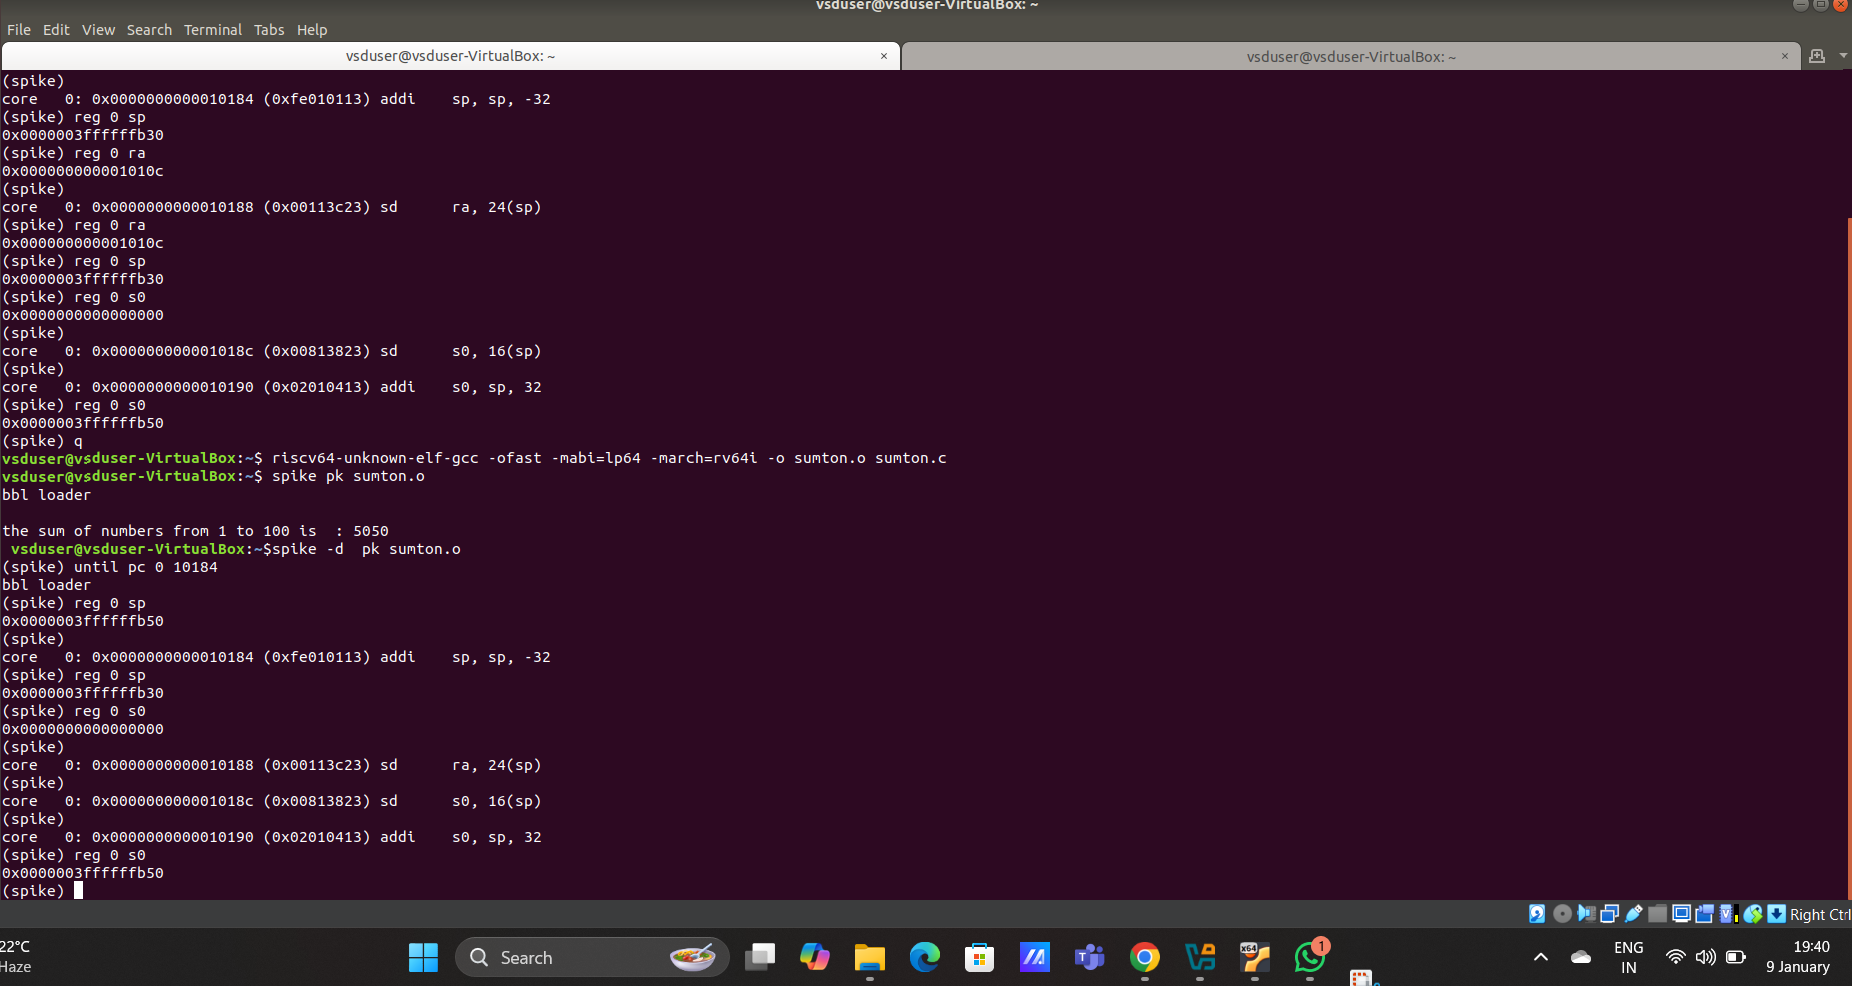 vsduser@vsduser-VirtualBox: ~
File Edit View Search Terminal Tabs Help
vsduser@vsduser-VirtualBox: ~ × vsduser@vsduser-VirtualBox: ~ ×
(spike)
core   0: 0x0000000000010184 (0xfe010113) addi    sp, sp, -32
(spike) reg 0 sp
0x0000003ffffffb30
(spike) reg 0 ra
0x000000000001010c
(spike)
core   0: 0x0000000000010188 (0x00113c23) sd      ra, 24(sp)
(spike) reg 0 ra
0x000000000001010c
(spike) reg 0 sp
0x0000003ffffffb30
(spike) reg 0 s0
0x0000000000000000
(spike)
core   0: 0x000000000001018c (0x00813823) sd      s0, 16(sp)
(spike)
core   0: 0x0000000000010190 (0x02010413) addi    s0, sp, 32
(spike) reg 0 s0
0x0000003ffffffb50
(spike) q
vsduser@vsduser-VirtualBox:~$ riscv64-unknown-elf-gcc -ofast -mabi=lp64 -march=rv64i -o sumton.o sumton.c
vsduser@vsduser-VirtualBox:~$ spike pk sumton.o
bbl loader
the sum of numbers from 1 to 100 is  : 5050
vsduser@vsduser-VirtualBox:~$spike -d  pk sumton.o
(spike) until pc 0 10184
bbl loader
(spike) reg 0 sp
0x0000003ffffffb50
(spike)
core   0: 0x0000000000010184 (0xfe010113) addi    sp, sp, -32
(spike) reg 0 sp
0x0000003ffffffb30
(spike) reg 0 s0
0x0000000000000000
(spike)
core   0: 0x0000000000010188 (0x00113c23) sd      ra, 24(sp)
(spike)
core   0: 0x000000000001018c (0x00813823) sd      s0, 16(sp)
(spike)
core   0: 0x0000000000010190 (0x02010413) addi    s0, sp, 32
(spike) reg 0 s0
0x0000003ffffffb50
(spike)
Right Ctrl
22°C
Haze
Search
x64
1
ENG
IN
19:40
9 January